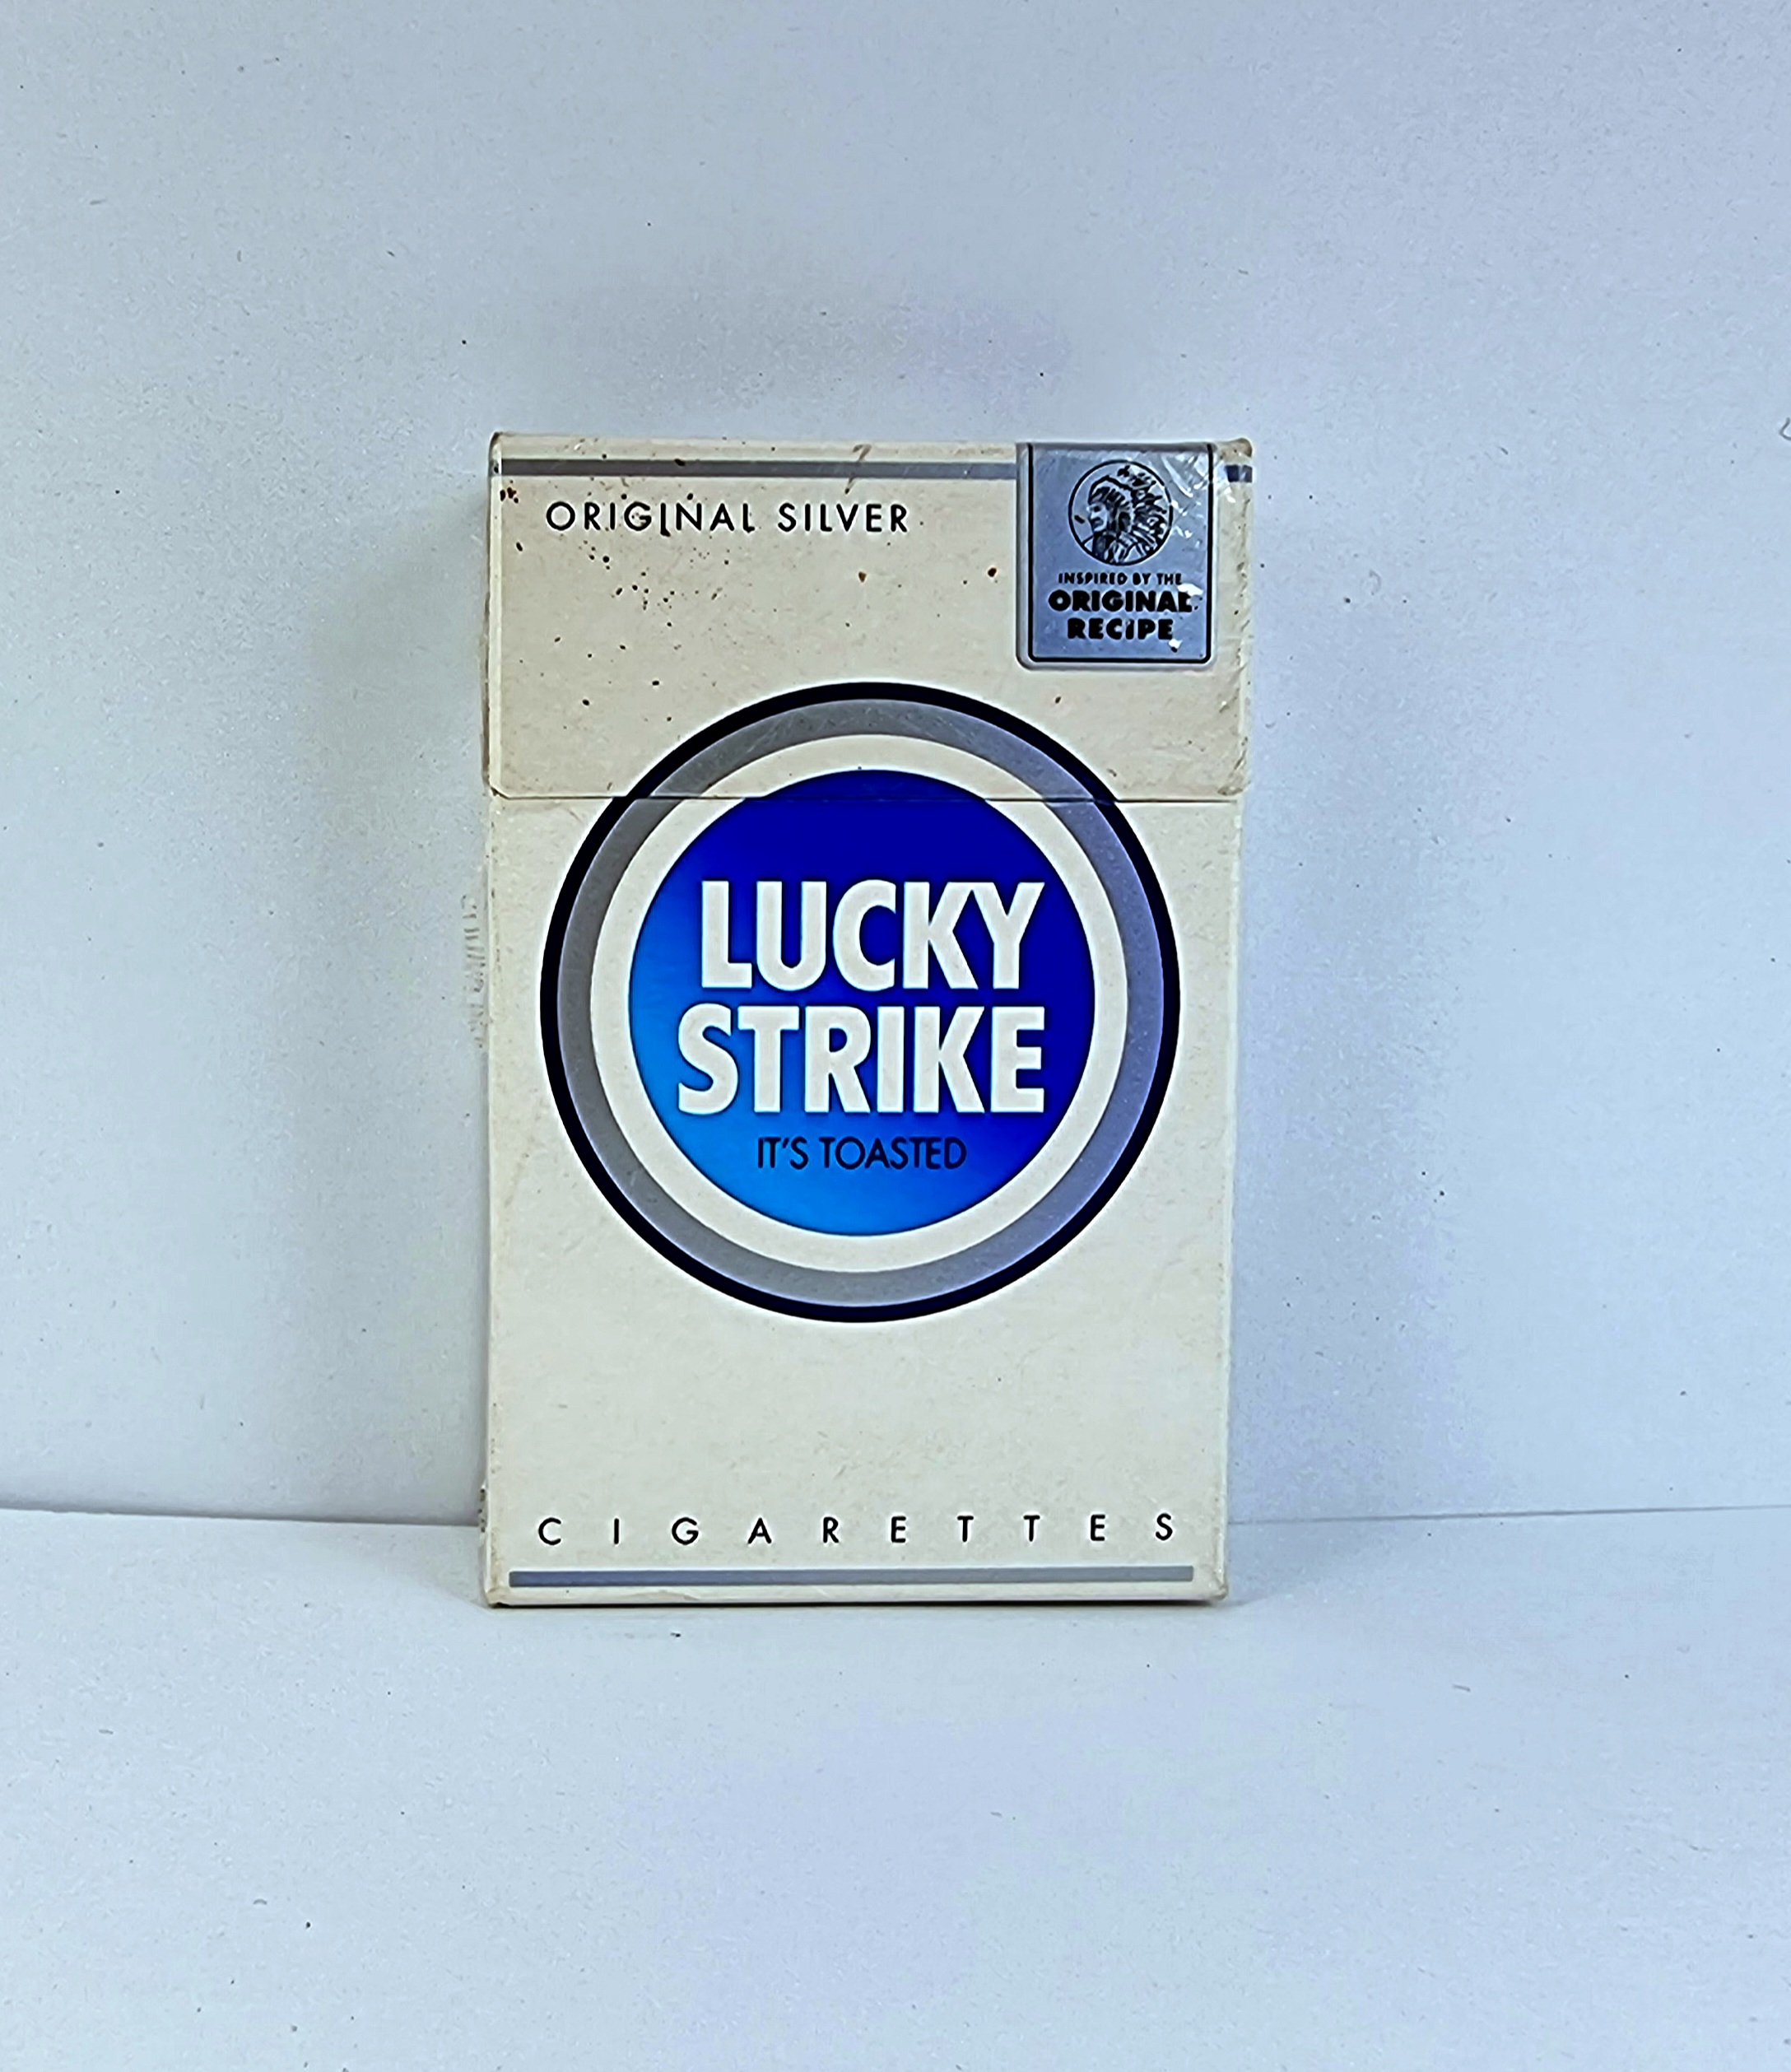 ORIGINAL SILVER
INSPIRED BY THE
ORIGINAL
RECIPE
LUCKY
STRIKE
IT'S TOASTED
CIGARETTES